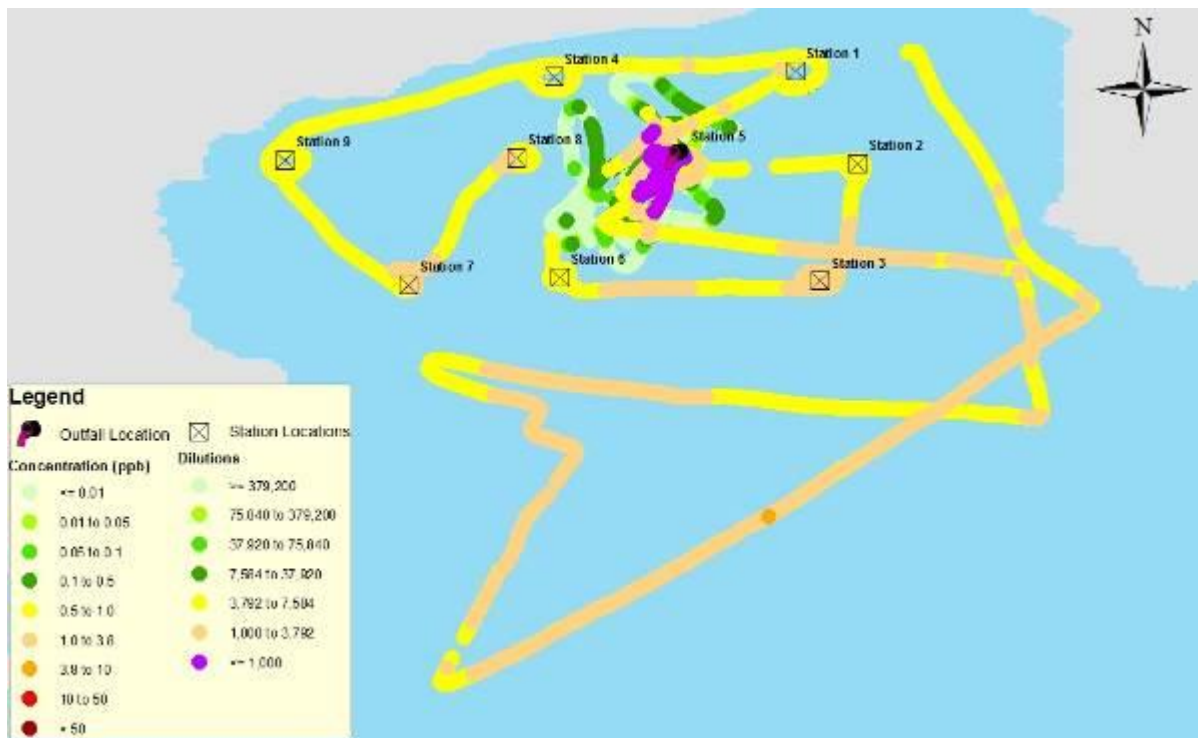 N
Station 4
Station 1
Station 5
Station 9
Station 8
Station 2
Station 7
Station 6
Station 3
Legend
Outfall Location
Station Locations
Concentration (ppb)
Dilutions
<= 0.01
>= 379,200
0.01 to 0.05
75,840 to 379,200
0.05 to 0.1
37,920 to 75,840
0.1 to 0.5
7,584 to 37,920
0.5 to 1.0
3,792 to 7,584
1.0 to 3.8
1,000 to 3,792
3.8 to 10
<= 1,000
10 to 50
> 50